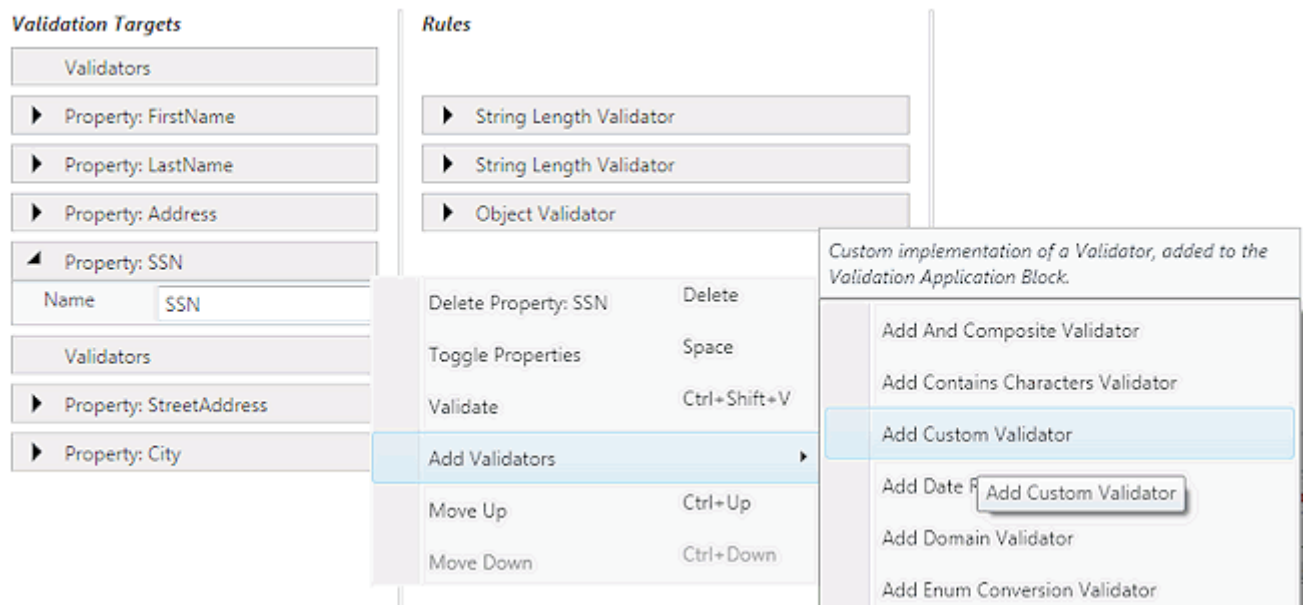 Validation Targets
Rules
Validators
Property: FirstName
String Length Validator
Property: LastName
String Length Validator
Property: Address
Object Validator
Property: SSN
Name
SSN
Validators
Property: StreetAddress
Property: City
Delete Property: SSN Delete
Toggle Properties Space
Validate Ctrl+Shift+V
Add Validators
Move Up Ctrl+Up
Move Down Ctrl+Down
Custom implementation of a Validator, added to the
Validation Application Block.
Add And Composite Validator
Add Contains Characters Validator
Add Custom Validator
Add Date
Add Custom Validator
Add Domain Validator
Add Enum Conversion Validator